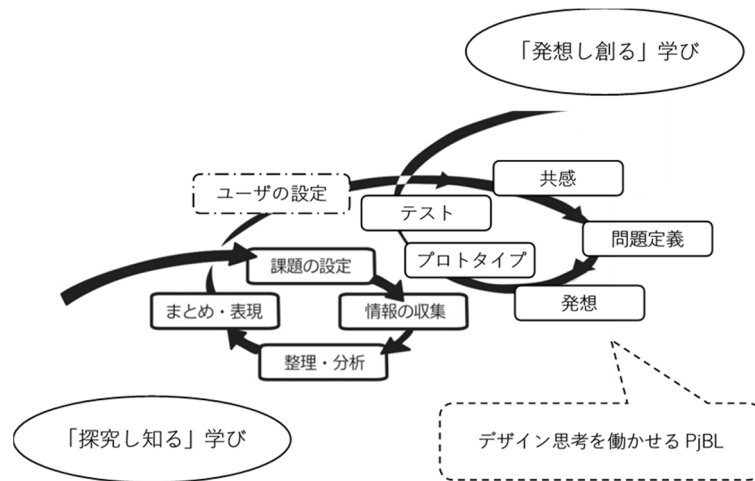 「発想し創る」学び
ユーザの設定
共感
テスト
問題定義
プロトタイプ
課題の設定
発想
まとめ・表現
情報の収集
整理・分析
「探究し知る」学び
デザイン思考を働かせる PjBL